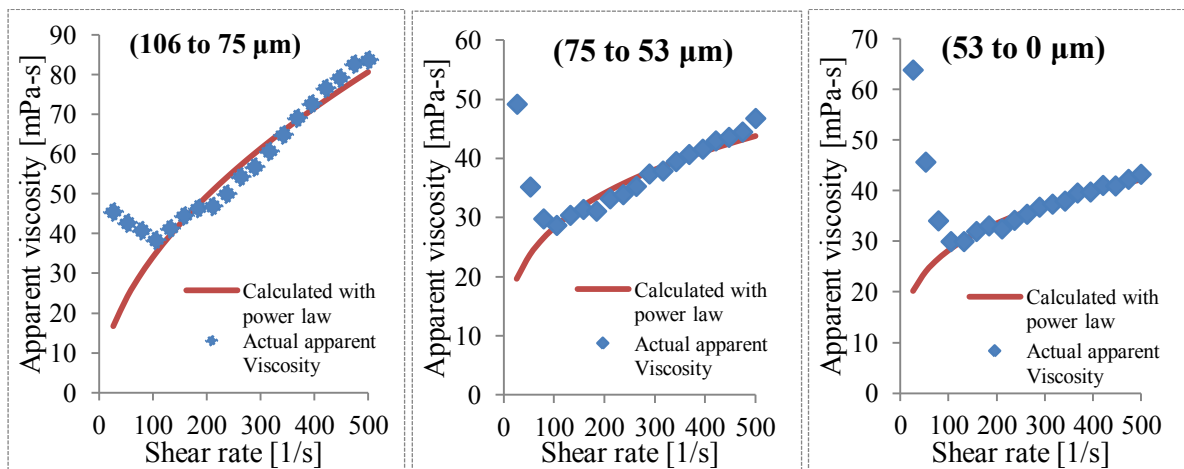 (106 to 75 µm)
Apparent viscosity [mPa-s]
90
80
70
60
50
40
30
20
10
0
Calculated with
power law
Actual apparent
Viscosity
0 100 200 300 400 500
Shear rate [1/s]
(75 to 53 µm)
Apparent viscosity [mPa-s]
60
50
40
30
20
10
0
Calculated with
power law
Actual apparent
Viscosity
0 100 200 300 400 500
Shear rate [1/s]
(53 to 0 µm)
Apparent viscosity [mPa-s]
70
60
50
40
30
20
10
0
Calculated with
power law
Actual apparent
Viscosity
0 100 200 300 400 500
Shear rate [1/s]